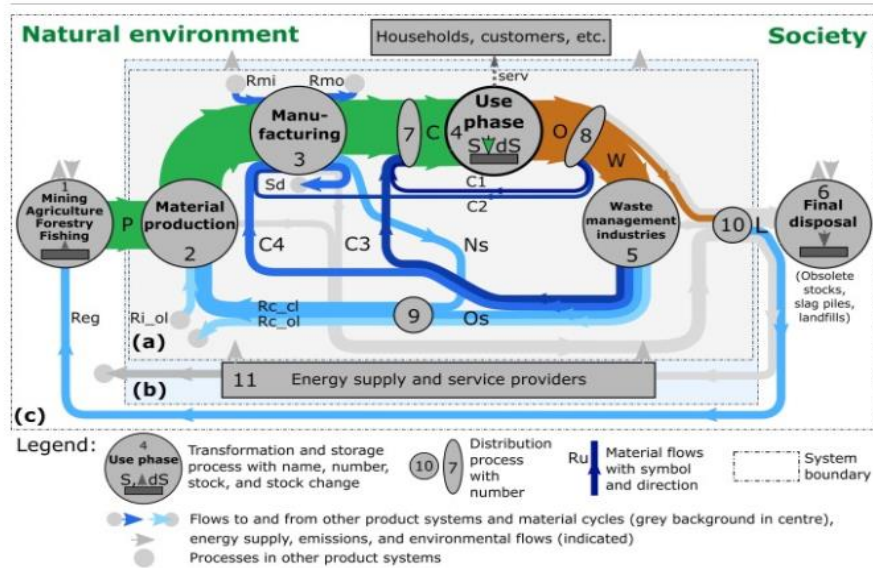 Natural environment
Households, customers, etc.
Society
serv
Rmi
Rmo
Manu-
facturing
3
7
C
Use
phase
4
S dS
O
8
W
Sd
C1
C2
1
Mining
Agriculture
Forestry
Fishing
P
Material
production
2
C4
C3
Ns
Waste
management
industries
5
10
L
6
Final
disposal
(Obsolete
stocks,
slag piles,
landfills)
Reg
Ri_ol
Rc_cl
Rc_ol
9
Os
(a)
(b)
11
Energy supply and service providers
(c)
Legend:
4
Use phase
S, dS
Transformation and storage
process with name, number,
stock, and stock change
10
7
Distribution
process
with
number
Ru
Material flows
with symbol
and direction
System
boundary
Flows to and from other product systems and material cycles (grey background in centre),
energy supply, emissions, and environmental flows (indicated)
Processes in other product systems